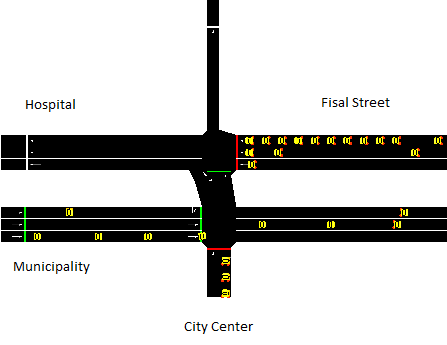 Hospital
Fisal Street
Municipality
City Center